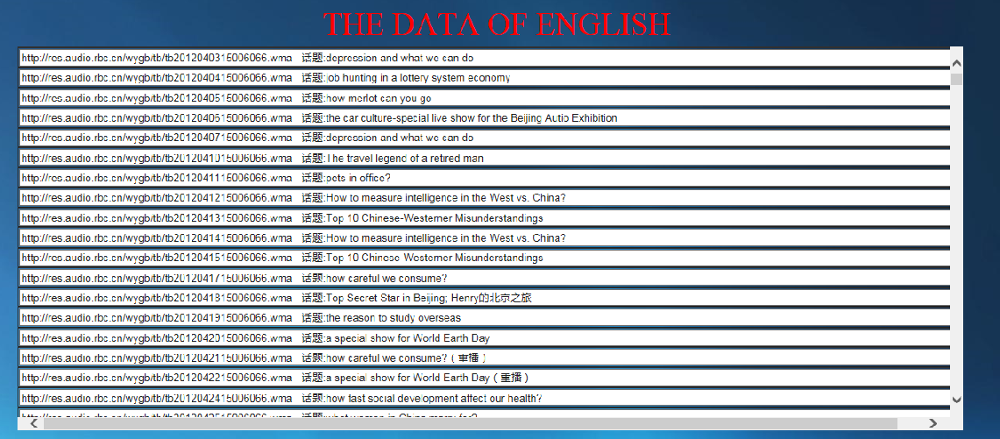 THE DATA OF ENGLISH
http://res.audio.rbc.cn/wygb/tb/tb2012040315006066.wma 话题:depression and what we can do
http://res.audio.rbc.cn/wygb/tb/tb2012040415006066.wma 话题:job hunting in a lottery system economy
http://res.audio.rbc.cn/wygb/tb/tb2012040515006066.wma 话题:how merlot can you go
http://res.audio.rbc.cn/wygb/tb/tb2012040615006066.wma 话题:the car culture-special live show for the Beijing Autio Exhibition
http://res.audio.rbc.cn/wygb/tb/tb2012040715006066.wma 话题:depression and what we can do
http://res.audio.rbc.cn/wygb/tb/tb2012041015006066.wma 话题:The travel legend of a retired man
http://res.audio.rbc.cn/wygb/tb/tb2012041115006066.wma 话题:pets in office?
http://res.audio.rbc.cn/wygb/tb/tb2012041215006066.wma 话题:How to measure intelligence in the West vs. China?
http://res.audio.rbc.cn/wygb/tb/tb2012041315006066.wma 话题:Top 10 Chinese-Westerner Misunderstandings
http://res.audio.rbc.cn/wygb/tb/tb2012041415006066.wma 话题:How to measure intelligence in the West vs. China?
http://res.audio.rbc.cn/wygb/tb/tb2012041515006066.wma 话题:Top 10 Chinese-Westerner Misunderstandings
http://res.audio.rbc.cn/wygb/tb/tb2012041715006066.wma 话题:how careful we consume?
http://res.audio.rbc.cn/wygb/tb/tb2012041815006066.wma 话题:Top Secret Star in Beijing; Henry的北京之旅
http://res.audio.rbc.cn/wygb/tb/tb2012041915006066.wma 话题:the reason to study overseas
http://res.audio.rbc.cn/wygb/tb/tb2012042015006066.wma 话题:a special show for World Earth Day
http://res.audio.rbc.cn/wygb/tb/tb2012042115006066.wma 话题:how careful we consume?(重播)
http://res.audio.rbc.cn/wygb/tb/tb2012042215006066.wma 话题:a special show for World Earth Day(重播)
http://res.audio.rbc.cn/wygb/tb/tb2012042415006066.wma 话题:how fast social development affect our health?